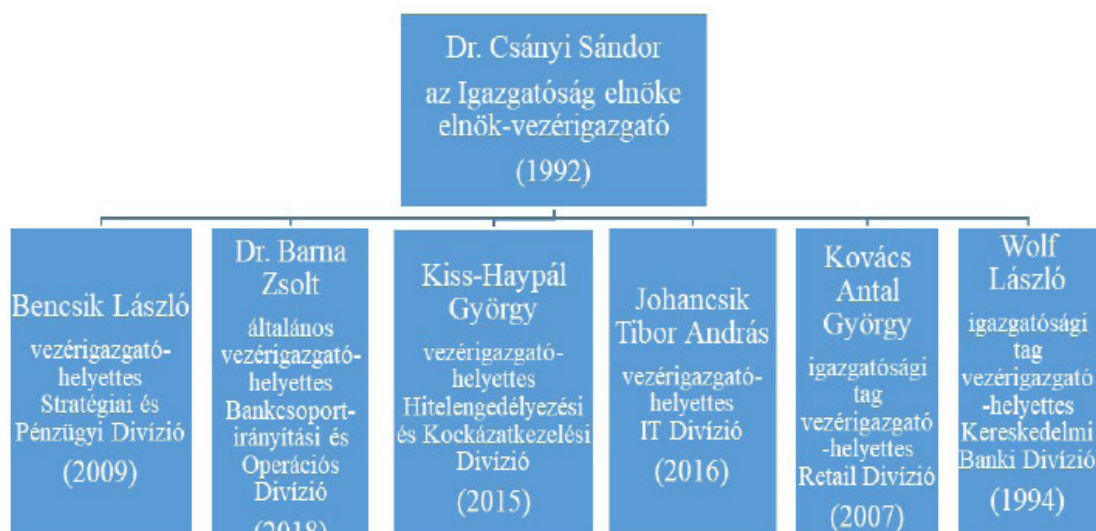 Dr. Csányi Sándor
az Igazgatóság elnöke
elnök-vezérigazgató
(1992)
Bencsik László
vezérigazgató-
helyettes
Stratégiai és
Pénzügyi Divízió
(2009)
Dr. Barna
Zsolt
általános
vezérigazgató-
helyettes
Bankcsoport-
irányítási és
Operációs
Divízió
(2018)
Kiss-Haypál
György
vezérigazgató-
helyettes
Hitelengedélyezési
és Kockázatkezelési
Divízió
(2015)
Johancsik
Tibor András
vezérigazgató-
helyettes
IT Divízió
(2016)
Kovács
Antal
György
igazgatósági
tag
vezérigazgató
-helyettes
Retail Divízió
(2007)
Wolf
László
igazgatósági
tag
vezérigazgató
-helyettes
Kereskedelmi
Banki Divízió
(1994)